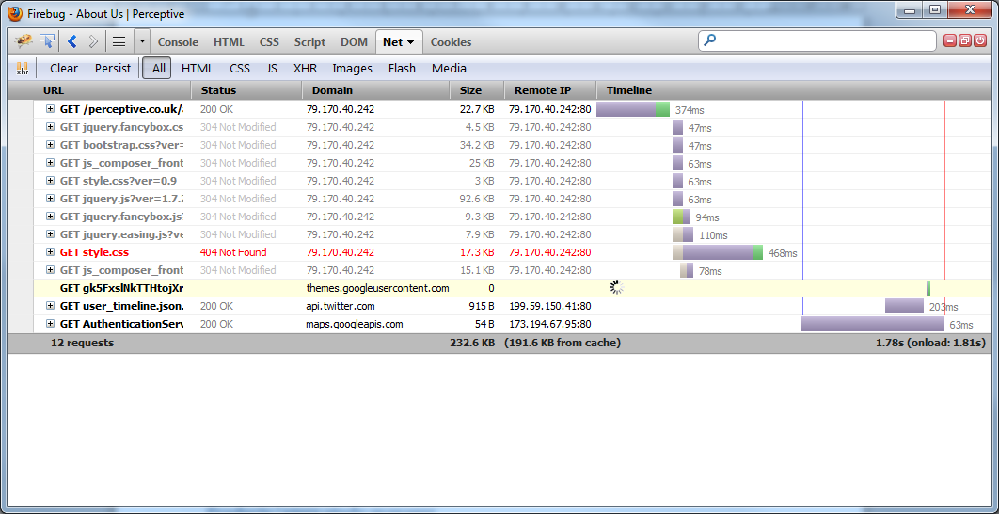 Firebug - About Us | Perceptive
Console HTML CSS Script DOM Net Cookies
xhr Clear Persist All HTML CSS JS XHR Images Flash Media
URL Status Domain Size Remote IP Timeline
GET /perceptive.co.uk/ 200 OK 79.170.40.242 22.7 KB 79.170.40.242:80 374ms
GET jquery.fancybox.cs 304 Not Modified 79.170.40.242 4.5 KB 79.170.40.242:80 47ms
GET bootstrap.css?ver= 304 Not Modified 79.170.40.242 34.2 KB 79.170.40.242:80 47ms
GET js_composer_front 304 Not Modified 79.170.40.242 25 KB 79.170.40.242:80 63ms
GET style.css?ver=0.9 304 Not Modified 79.170.40.242 3 KB 79.170.40.242:80 63ms
GET jquery.js?ver=1.7.2 304 Not Modified 79.170.40.242 92.6 KB 79.170.40.242:80 63ms
GET jquery.fancybox.js? 304 Not Modified 79.170.40.242 9.3 KB 79.170.40.242:80 94ms
GET jquery.easing.js?ve 304 Not Modified 79.170.40.242 7.9 KB 79.170.40.242:80 110ms
GET style.css 404 Not Found 79.170.40.242 17.3 KB 79.170.40.242:80 468ms
GET js_composer_front 304 Not Modified 79.170.40.242 15.1 KB 79.170.40.242:80 78ms
GET gk5FxslNkTTHtojXr themes.googleusercontent.com 0
GET user_timeline.json. 200 OK api.twitter.com 915 B 199.59.150.41:80 203ms
GET AuthenticationServ 200 OK maps.googleapis.com 54 B 173.194.67.95:80 63ms
12 requests 232.6 KB (191.6 KB from cache) 1.78s (onload: 1.81s)